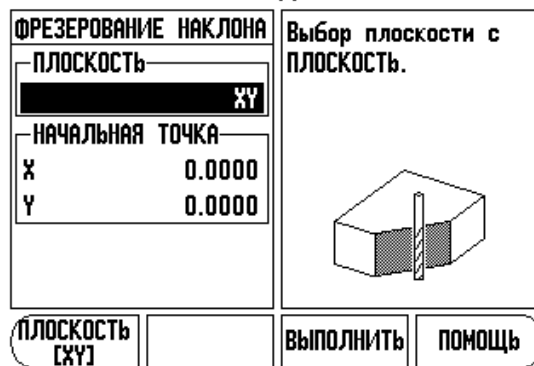 ФРЕЗЕРОВАНИЕ НАКЛОНА
ПЛОСКОСТЬ
XY
НАЧАЛЬНАЯ ТОЧКА
X 0.0000
Y 0.0000
Выбор плоскости с
ПЛОСКОСТЬ.
ПЛОСКОСТЬ
[XY]
ВЫПОЛНИТЬ
ПОМОЩЬ